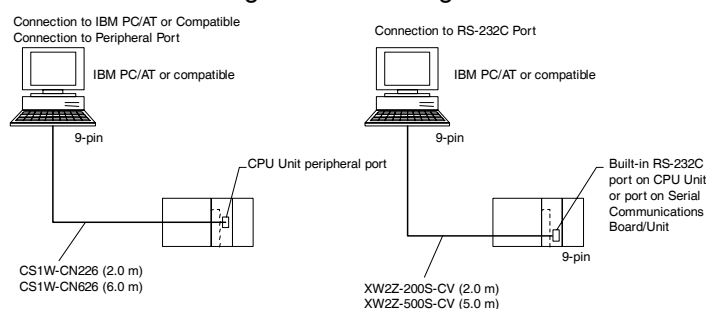 Connection to IBM PC/AT or Compatible
Connection to Peripheral Port
IBM PC/AT or compatible
9-pin
CPU Unit peripheral port
CS1W-CN226 (2.0 m)
CS1W-CN626 (6.0 m)
Connection to RS-232C Port
IBM PC/AT or compatible
9-pin
Built-in RS-232C
port on CPU Unit
or port on Serial
Communications
Board/Unit
9-pin
XW2Z-200S-CV (2.0 m)
XW2Z-500S-CV (5.0 m)